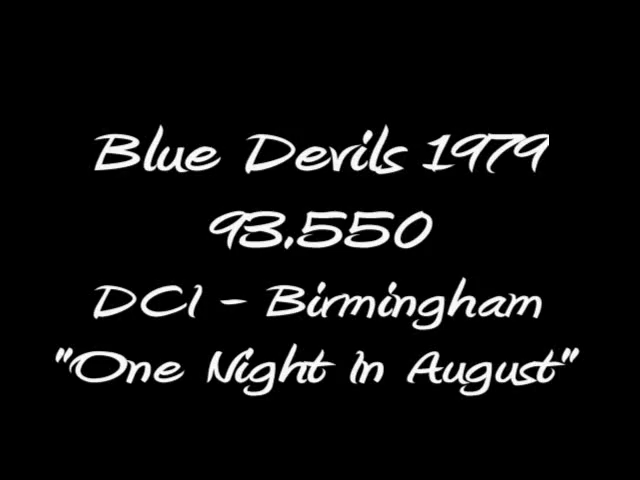 Blue Devils 1979
93.550
DCI - Birmingham
"One Night In August"